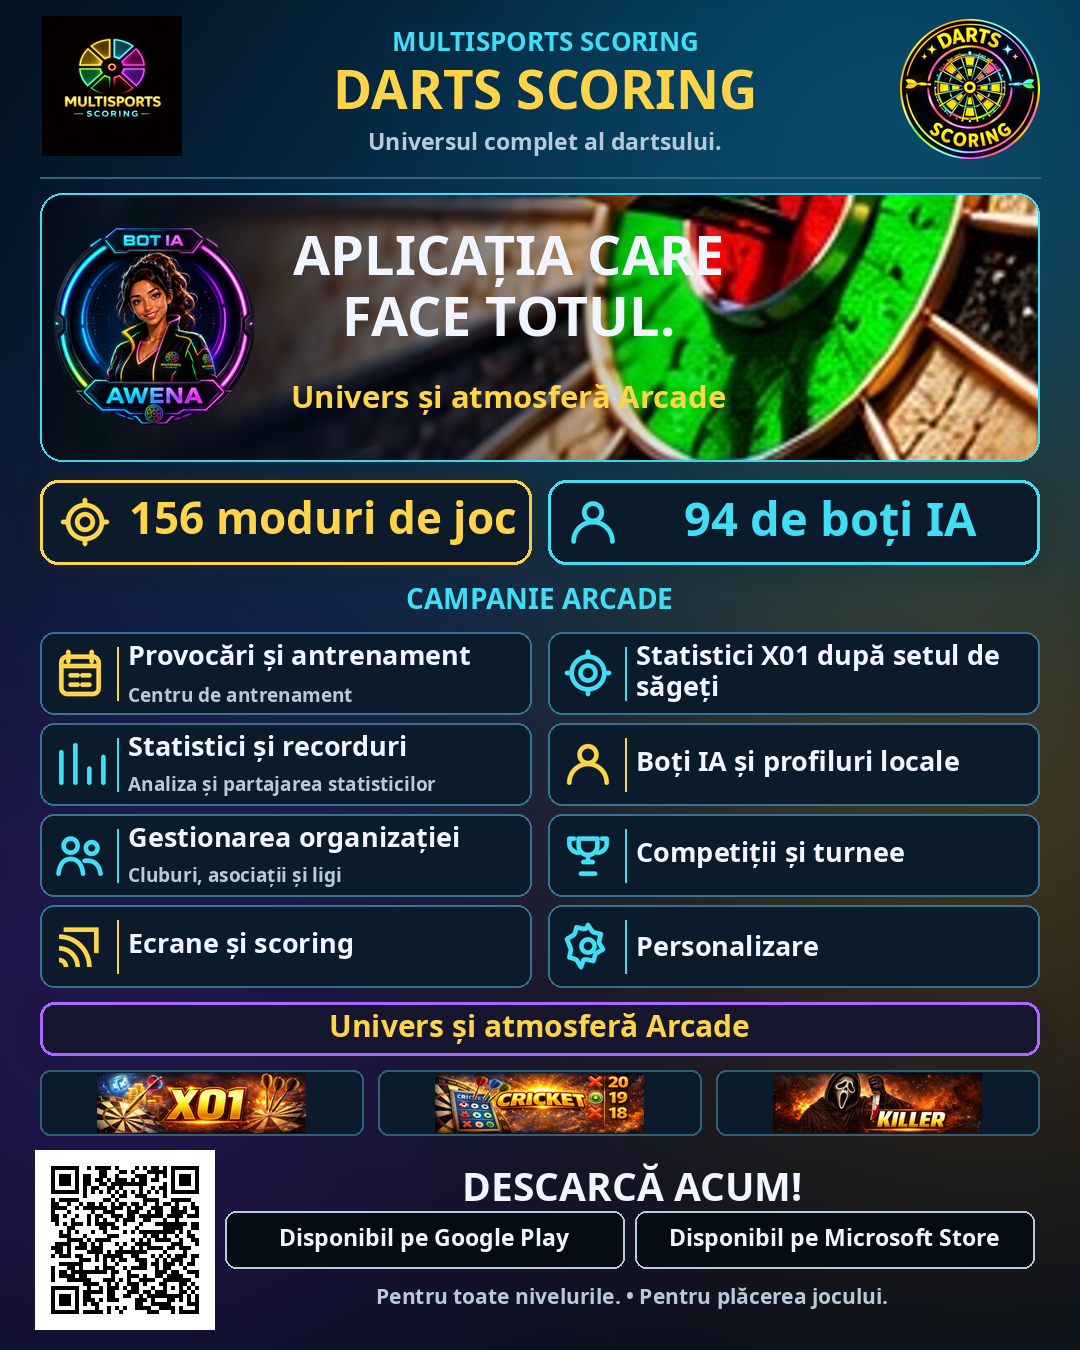 MULTISPORTS
SCORING
MULTISPORTS SCORING
DARTS SCORING
Universul complet al dartsului.
DARTS
SCORING
BOT IA
AWENA
APLICAȚIA CARE
FACE TOTUL.
Univers și atmosferă Arcade
156 moduri de joc
94 de boți IA
CAMPANIE ARCADE
Provocări și antrenament
Centru de antrenament
Statistici X01 după setul de
săgeți
Statistici și recorduri
Analiza și partajarea statisticilor
Boți IA și profiluri locale
Gestionarea organizației
Cluburi, asociații și ligi
Competiții și turnee
Ecrane și scoring
Personalizare
Univers și atmosferă Arcade
X01
CRICKET
CRICKET
20
19
18
KILLER
DESCARCĂ ACUM!
Disponibil pe Google Play
Disponibil pe Microsoft Store
Pentru toate nivelurile. • Pentru plăcerea jocului.